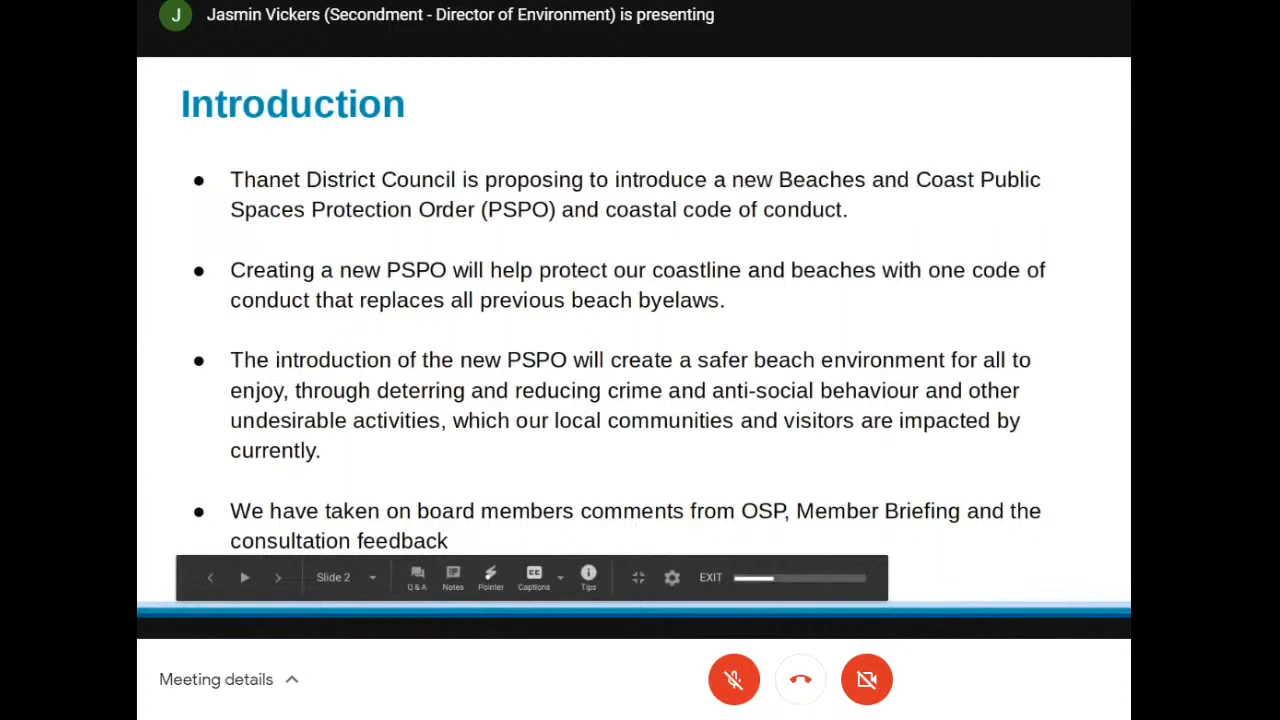 J
Jasmin Vickers (Secondment - Director of Environment) is presenting
Introduction
● Thanet District Council is proposing to introduce a new Beaches and Coast Public
Spaces Protection Order (PSPO) and coastal code of conduct.
● Creating a new PSPO will help protect our coastline and beaches with one code of
conduct that replaces all previous beach byelaws.
● The introduction of the new PSPO will create a safer beach environment for all to
enjoy, through deterring and reducing crime and anti-social behaviour and other
undesirable activities, which our local communities and visitors are impacted by
currently.
● We have taken on board members comments from OSP, Member Briefing and the
consultation feedback
Slide 2
Q & A
Notes
Pointer
CC
Captions
Tips
EXIT
Meeting details